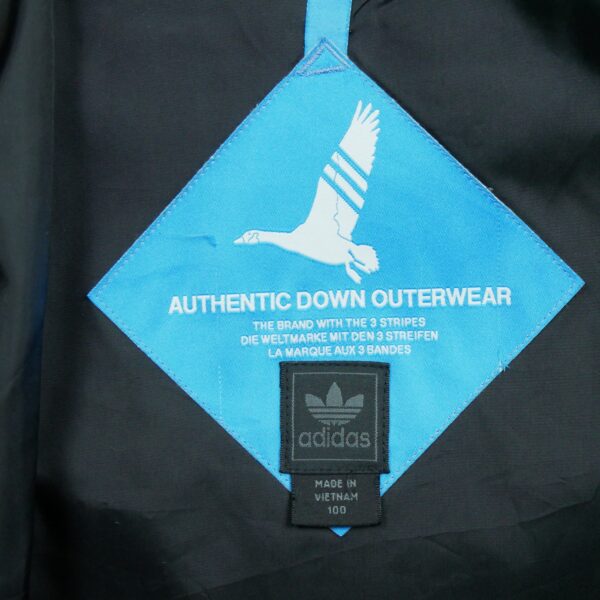 AUTHENTIC DOWN OUTERWEAR
THE BRAND WITH THE 3 STRIPES
DIE WELTMARKE MIT DEN 3 STREIFEN
LA MARQUE AUX 3 BANDES
adidas
MADE IN
VIETNAM
100